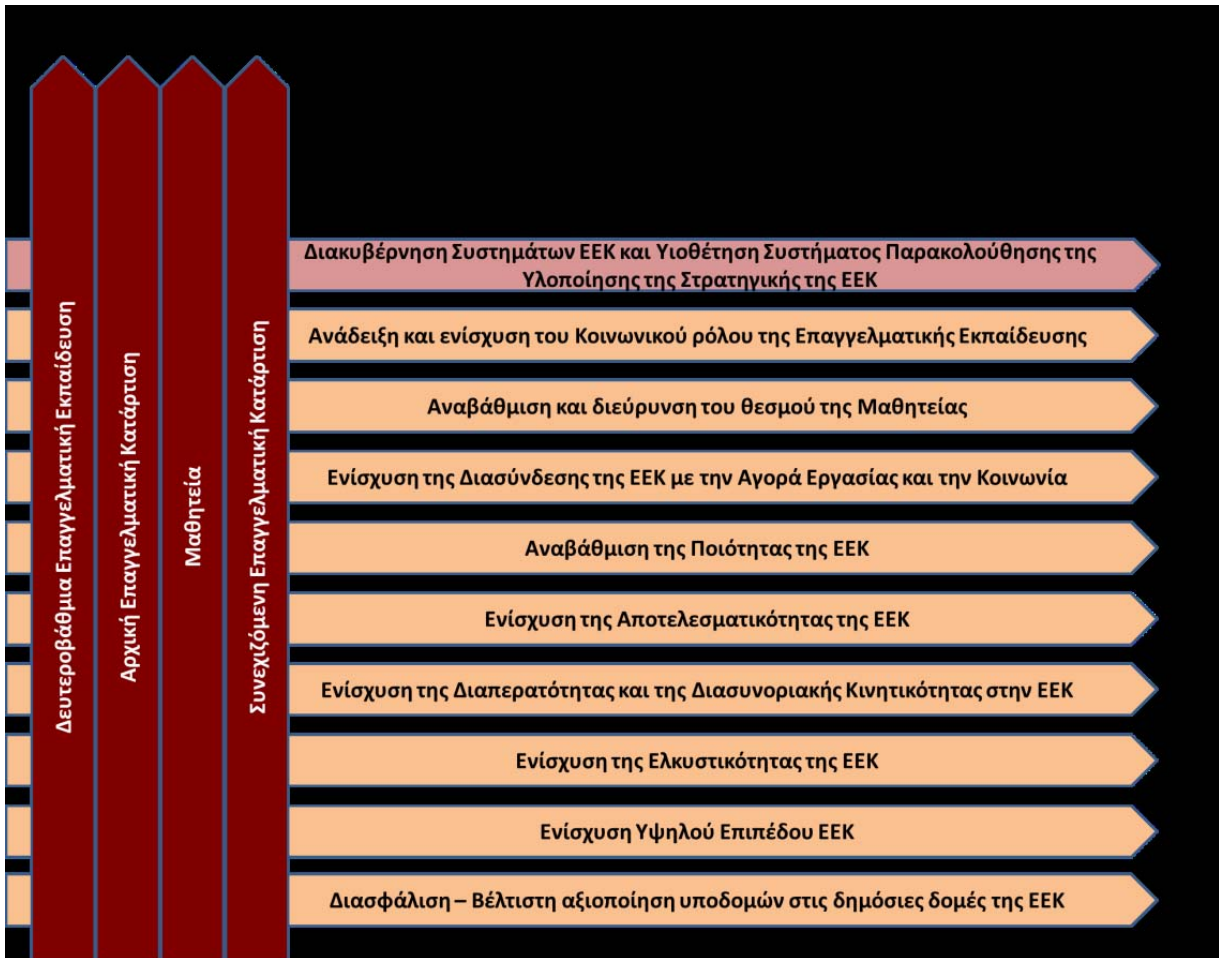 Δευτεροβάθμια Επαγγελματική Εκπαίδευση
Αρχική Επαγγελματική Κατάρτιση
Μαθητεία
Συνεχιζόμενη Επαγγελματική Κατάρτιση
Διακυβέρνηση Συστημάτων ΕΕΚ και Υιοθέτηση Συστήματος Παρακολούθησης της
Υλοποίησης της Στρατηγικής της ΕΕΚ
Ανάδειξη και ενίσχυση του Κοινωνικού ρόλου της Επαγγελματικής Εκπαίδευσης
Αναβάθμιση και διεύρυνση του θεσμού της Μαθητείας
Ενίσχυση της Διασύνδεσης της ΕΕΚ με την Αγορά Εργασίας και την Κοινωνία
Αναβάθμιση της Ποιότητας της ΕΕΚ
Ενίσχυση της Αποτελεσματικότητας της ΕΕΚ
Ενίσχυση της Διαπερατότητας και της Διασυνοριακής Κινητικότητας στην ΕΕΚ
Ενίσχυση της Ελκυστικότητας της ΕΕΚ
Ενίσχυση Υψηλού Επιπέδου ΕΕΚ
Διασφάλιση – Βέλτιστη αξιοποίηση υποδομών στις δημόσιες δομές της ΕΕΚ